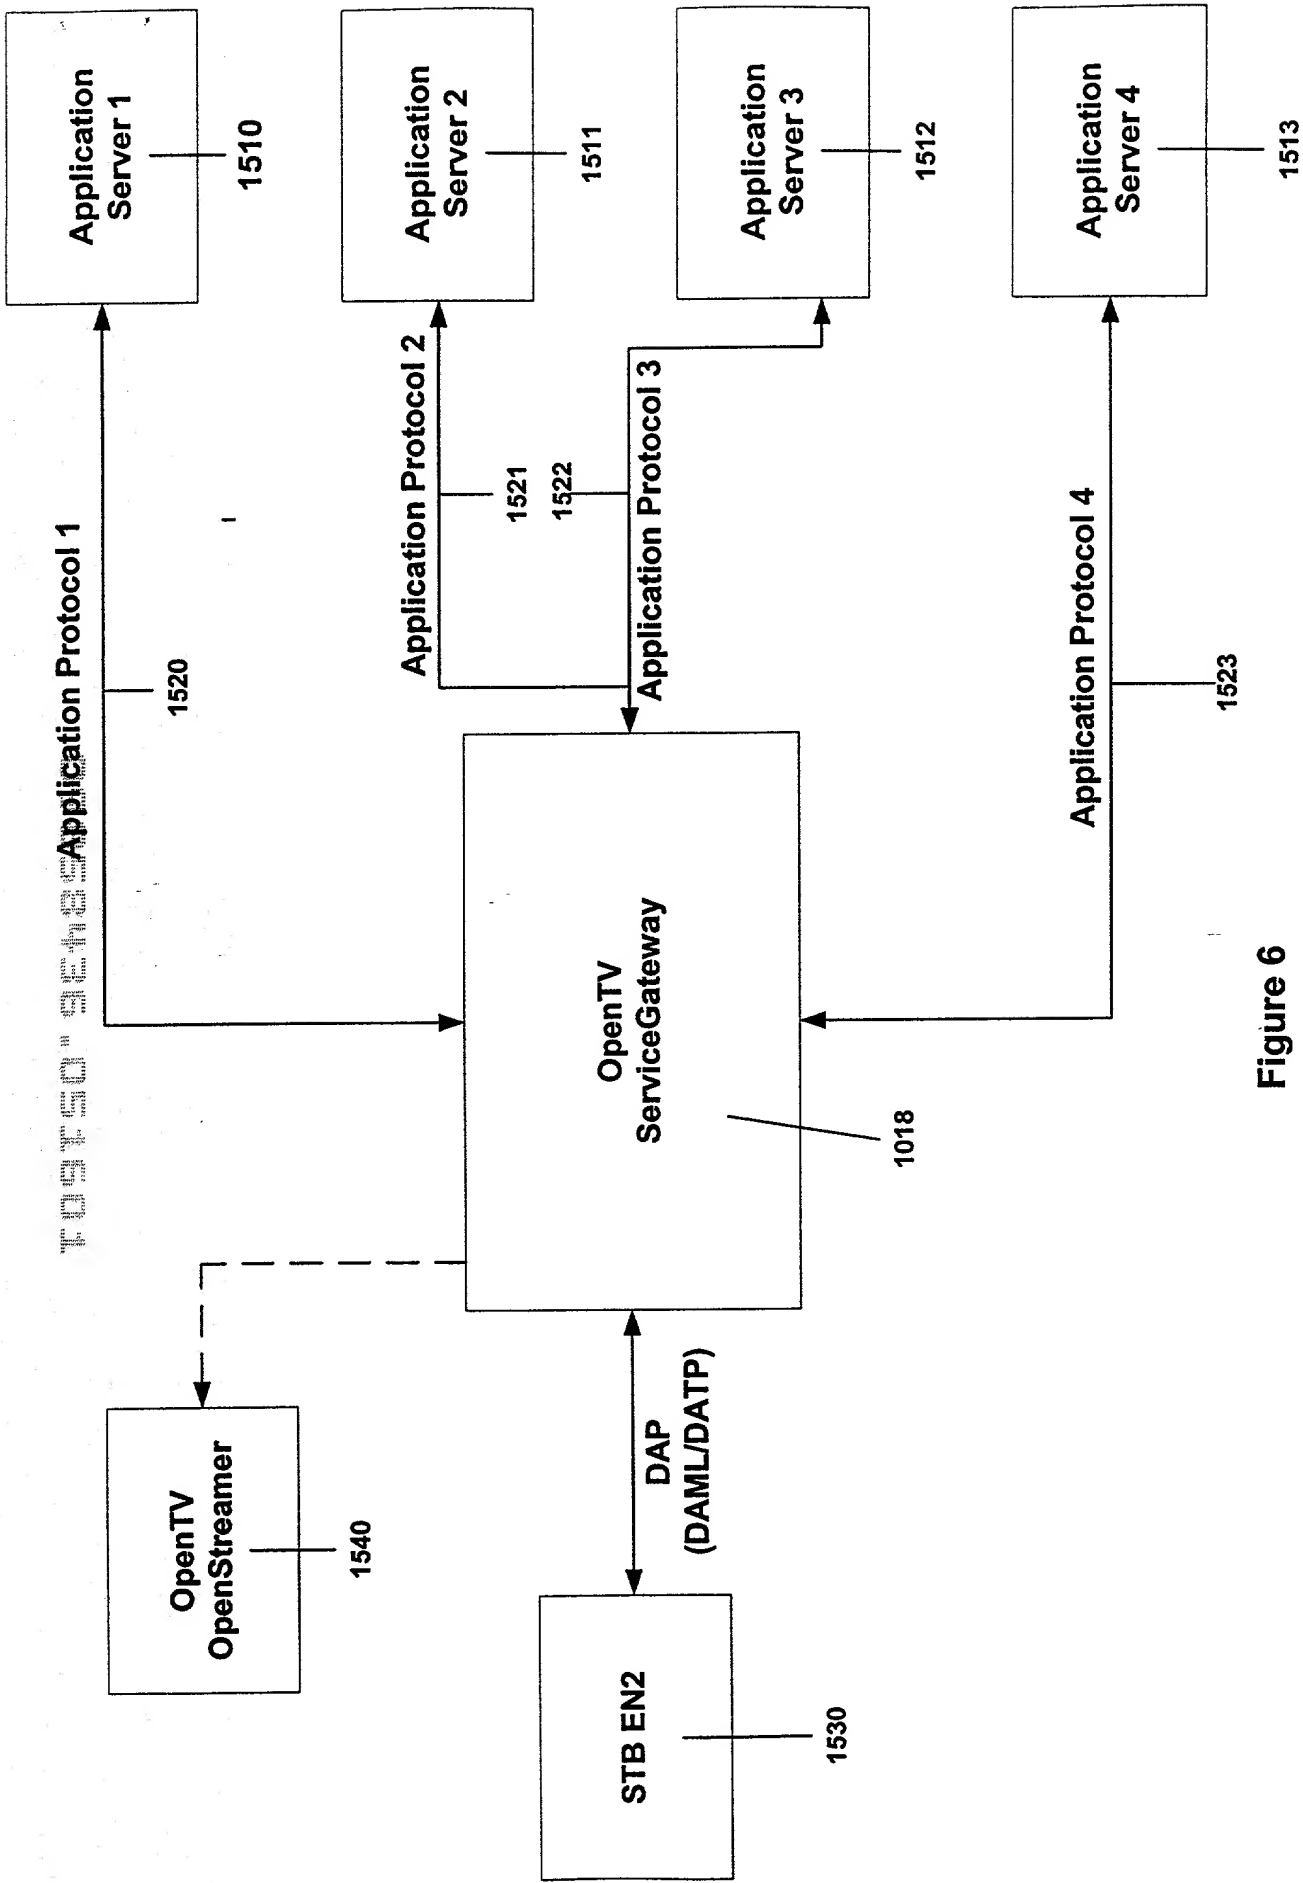 Application
Server 1
1510
Application
Server 2
1511
Application
Server 3
1512
Application
Server 4
1513
Application Protocol 1
1520
Application Protocol 2
1521
1522
Application Protocol 3
Application Protocol 4
1523
OpenTV
ServiceGateway
1018
OpenTV
OpenStreamer
1540
DAP
(DAML/DATP)
STB EN2
1530
Figure 6